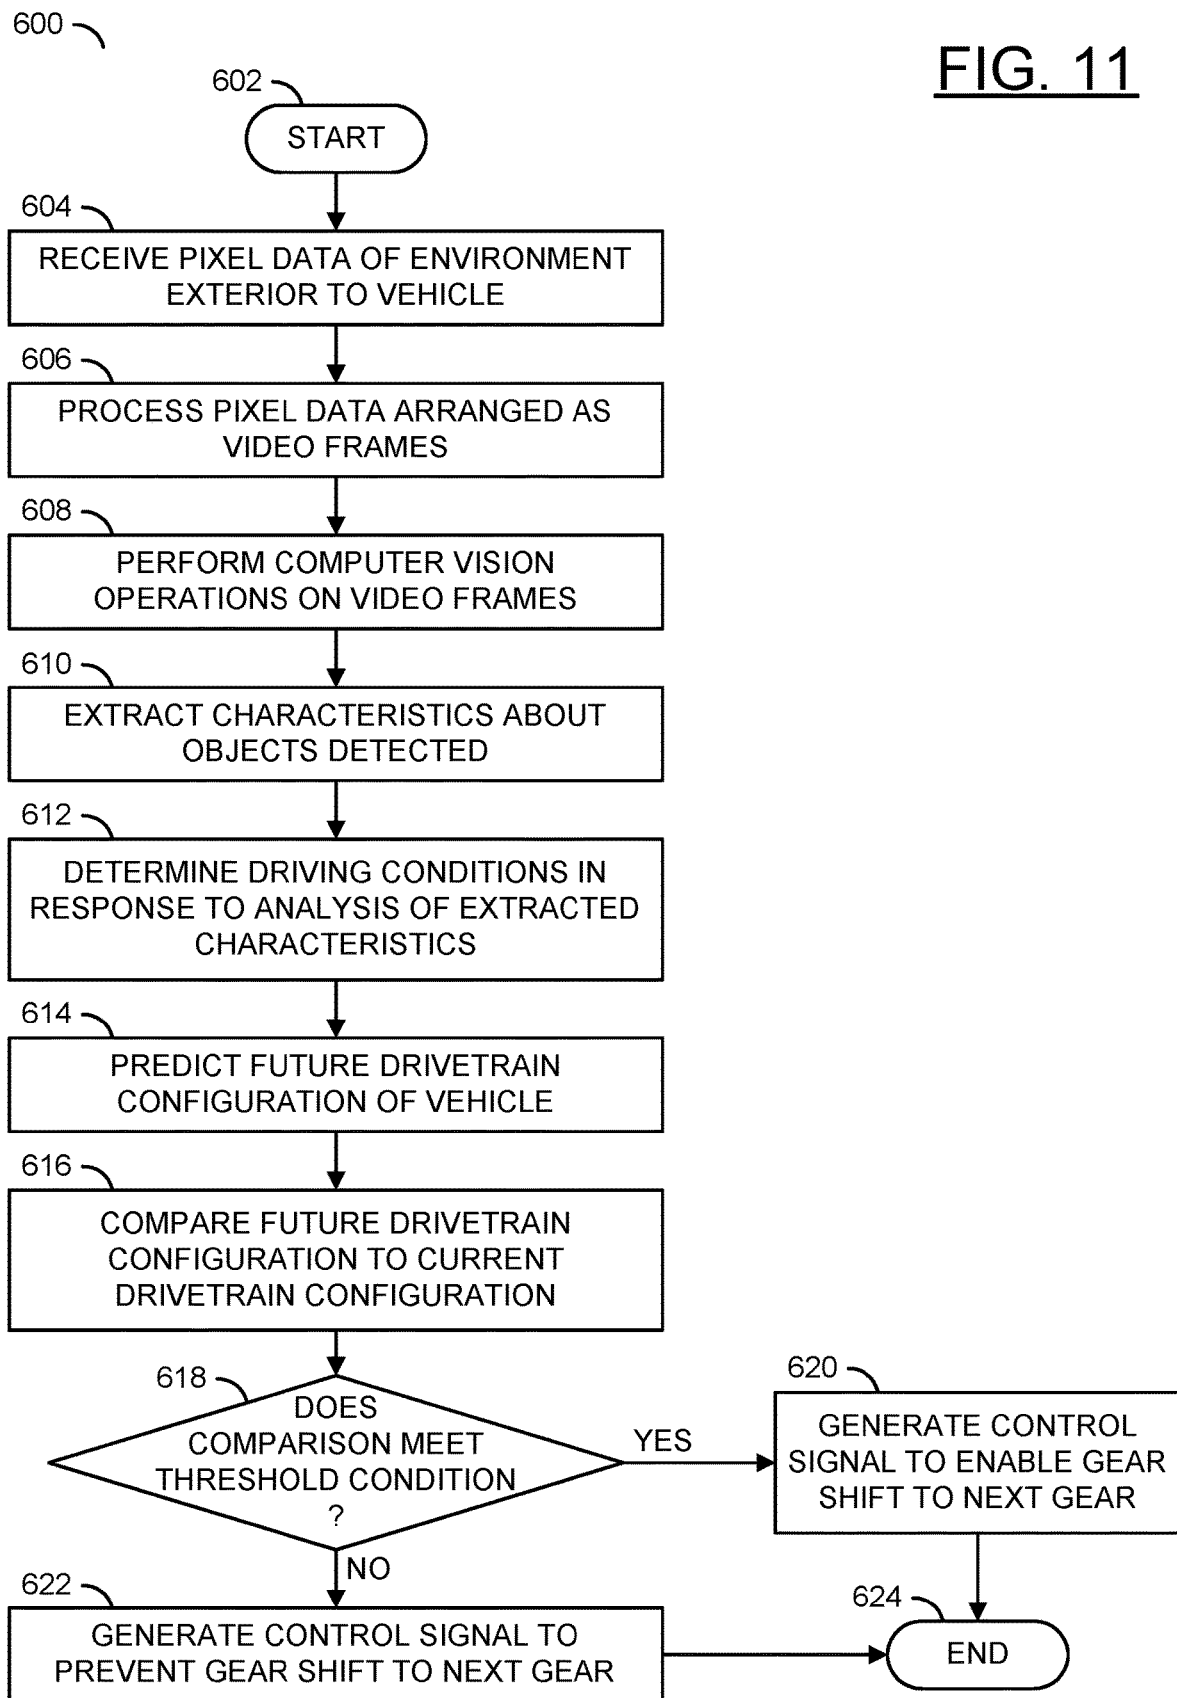 600
FIG. 11
602
START
604
RECEIVE PIXEL DATA OF ENVIRONMENT
EXTERIOR TO VEHICLE
606
PROCESS PIXEL DATA ARRANGED AS
VIDEO FRAMES
608
PERFORM COMPUTER VISION
OPERATIONS ON VIDEO FRAMES
610
EXTRACT CHARACTERISTICS ABOUT
OBJECTS DETECTED
612
DETERMINE DRIVING CONDITIONS IN
RESPONSE TO ANALYSIS OF EXTRACTED
CHARACTERISTICS
614
PREDICT FUTURE DRIVETRAIN
CONFIGURATION OF VEHICLE
616
COMPARE FUTURE DRIVETRAIN
CONFIGURATION TO CURRENT
DRIVETRAIN CONFIGURATION
618
DOES
COMPARISON MEET
THRESHOLD CONDITION
?
YES
620
GENERATE CONTROL
SIGNAL TO ENABLE GEAR
SHIFT TO NEXT GEAR
NO
622
GENERATE CONTROL SIGNAL TO
PREVENT GEAR SHIFT TO NEXT GEAR
624
END